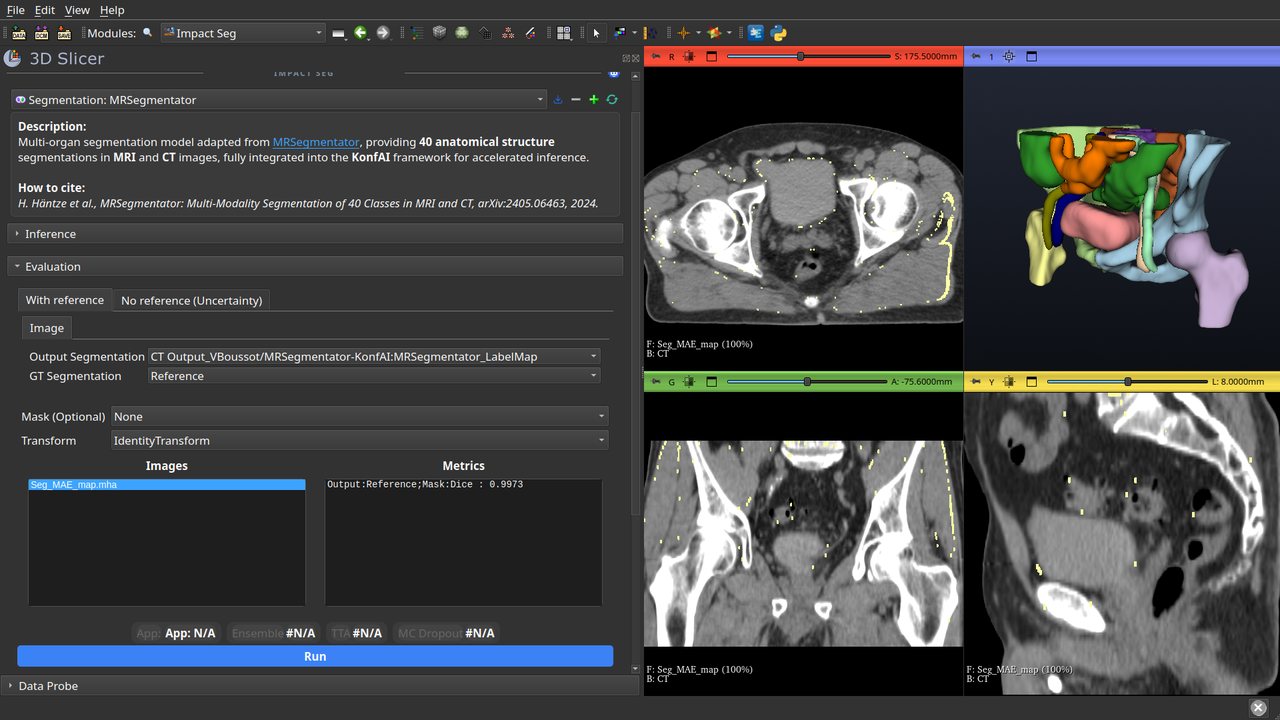 File Edit View Help
Modules: Impact Seg
3D Slicer
IMPACT SEG
Segmentation: MRSegmentator
Description:
Multi-organ segmentation model adapted from MRSegmentator, providing 40 anatomical structure
segmentations in MRI and CT images, fully integrated into the KonfAI framework for accelerated inference.
How to cite:
H. Häntze et al., MRSegmentator: Multi-Modality Segmentation of 40 Classes in MRI and CT, arXiv:2405.06463, 2024.
Inference
Evaluation
With reference No reference (Uncertainty)
Image
Output Segmentation CT Output_VBoussot/MRSegmentator-KonfAI:MRSegmentator_LabelMap
GT Segmentation Reference
Mask (Optional) None
Transform IdentityTransform
Images Metrics
Seg_MAE_map.mha Output:Reference;Mask:Dice : 0.9973
App: App: N/A Ensemble #N/A TTA #N/A MC Dropout #N/A
Run
Data Probe
R S: 175.5000mm
F: Seg_MAE_map (100%)
B: CT
1
G A: -75.6000mm
F: Seg_MAE_map (100%)
B: CT
Y L: 8.0000mm
F: Seg_MAE_map (100%)
B: CT